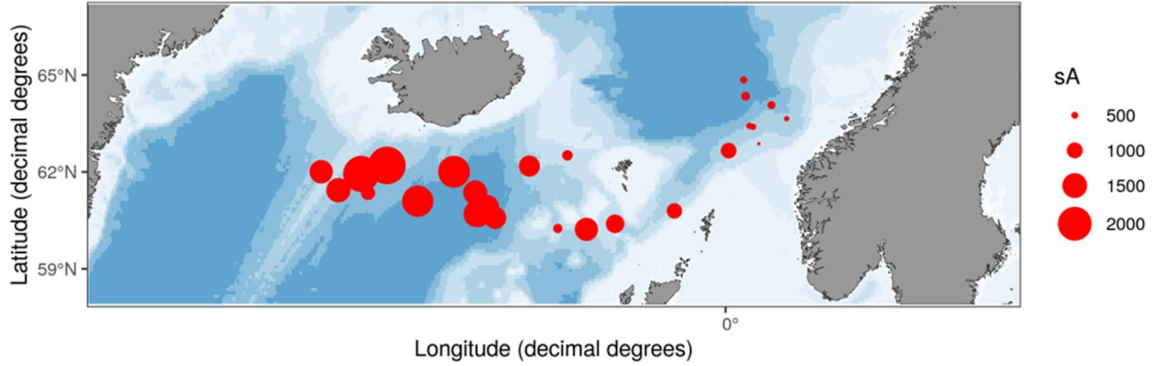 Latitude (decimal degrees)
65°N
62°N
59°N
0°
Longitude (decimal degrees)
sA
500
1000
1500
2000